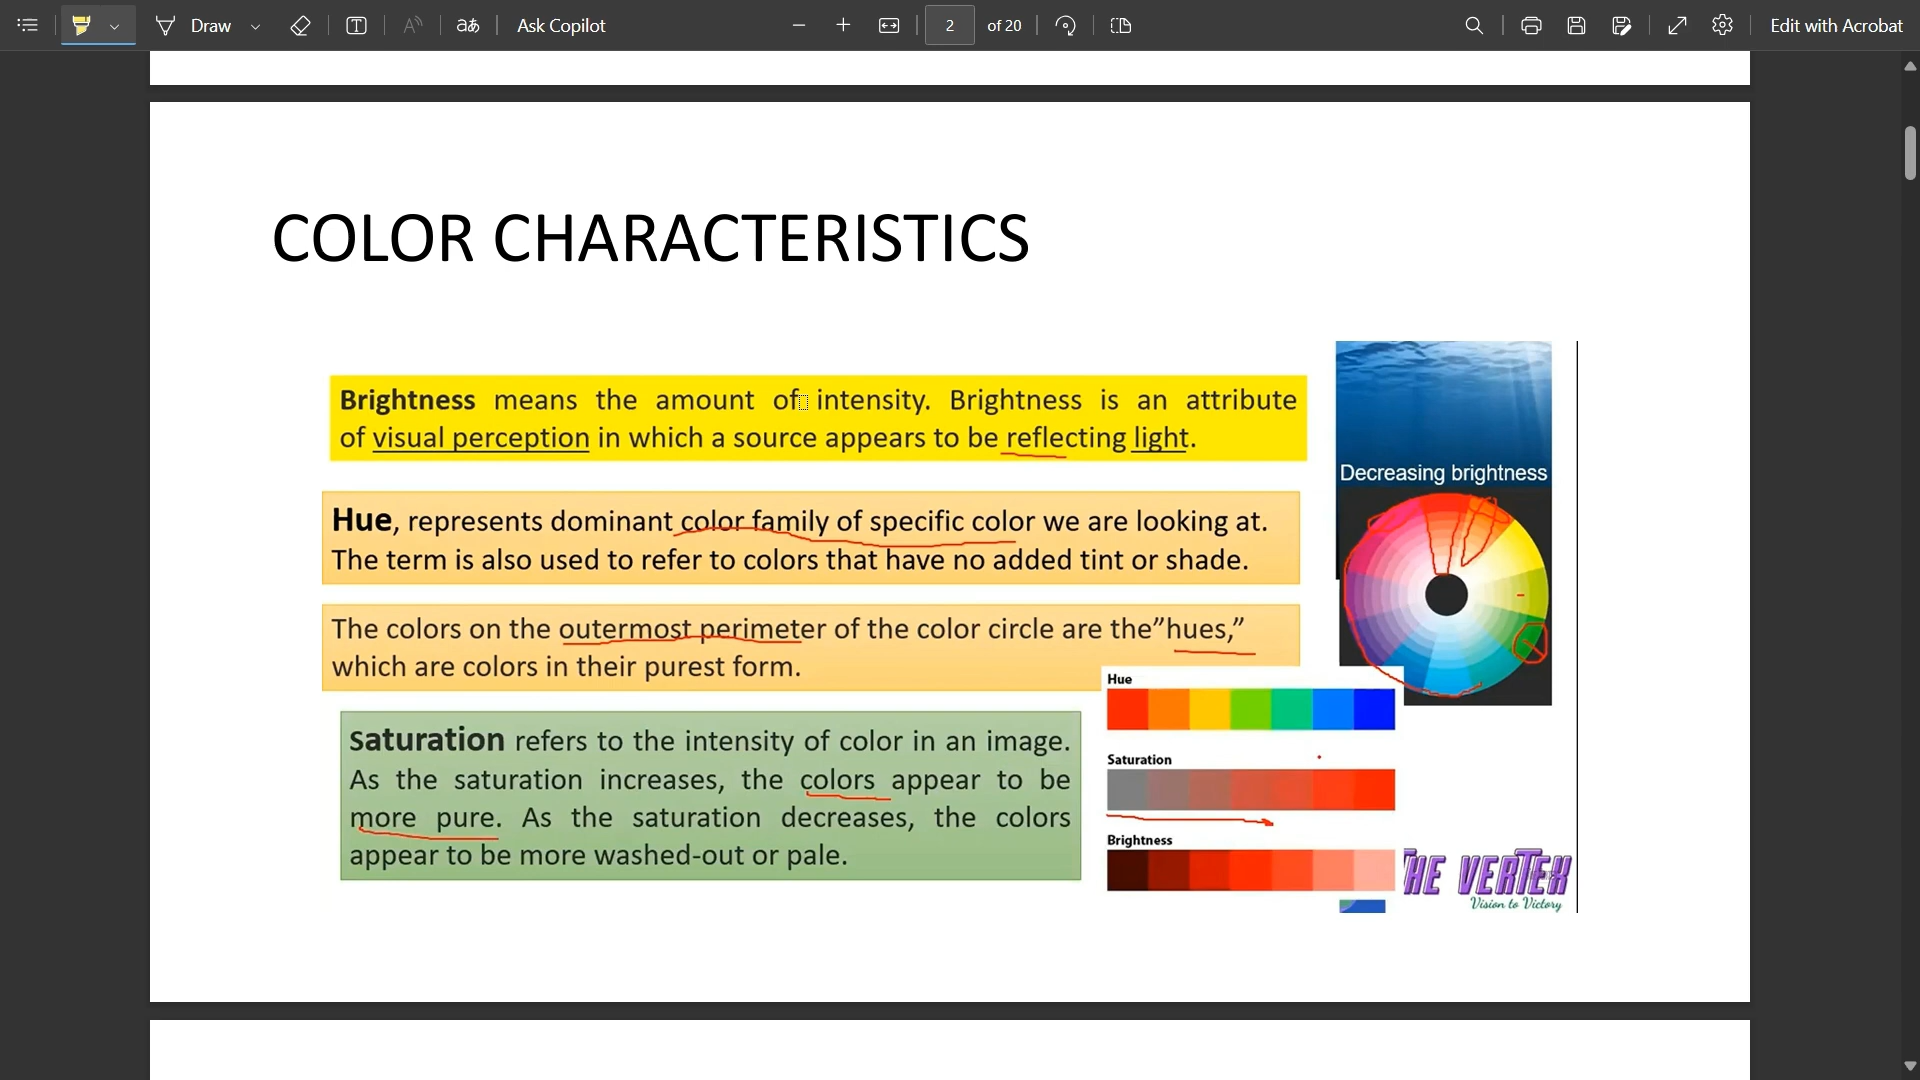 Draw
Ask Copilot
2 of 20
Edit with Acrobat
COLOR CHARACTERISTICS
Brightness means the amount of intensity. Brightness is an attribute
of visual perception in which a source appears to be reflecting light.
Hue, represents dominant color family of specific color we are looking at.
The term is also used to refer to colors that have no added tint or shade.
The colors on the outermost perimeter of the color circle are the”hues,”
which are colors in their purest form.
Saturation refers to the intensity of color in an image.
As the saturation increases, the colors appear to be
more pure. As the saturation decreases, the colors
appear to be more washed-out or pale.
Decreasing brightness
Hue
Saturation
Brightness
THE VERTEX
Vision to Victory